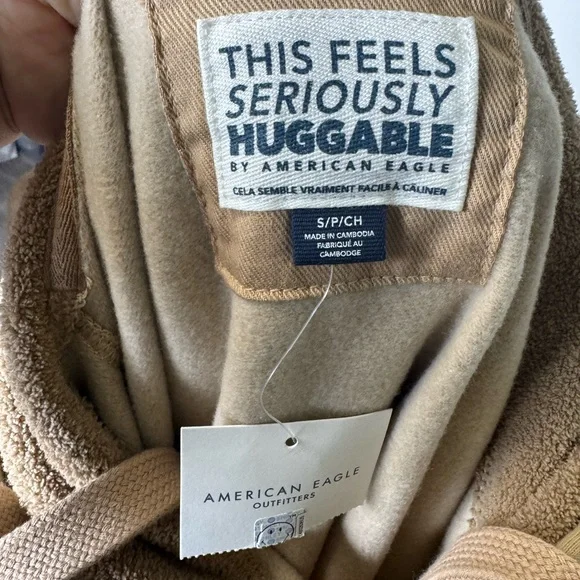 THIS FEELS
SERIOUSLY
HUGGABLE
BY AMERICAN EAGLE
CELA SEMBLE VRAIMENT FACILE À CÂLINER
S/P/CH
MADE IN CAMBODIA
FABRIQUÉ AU
CAMBODGE
AMERICAN EAGLE
OUTFITTERS